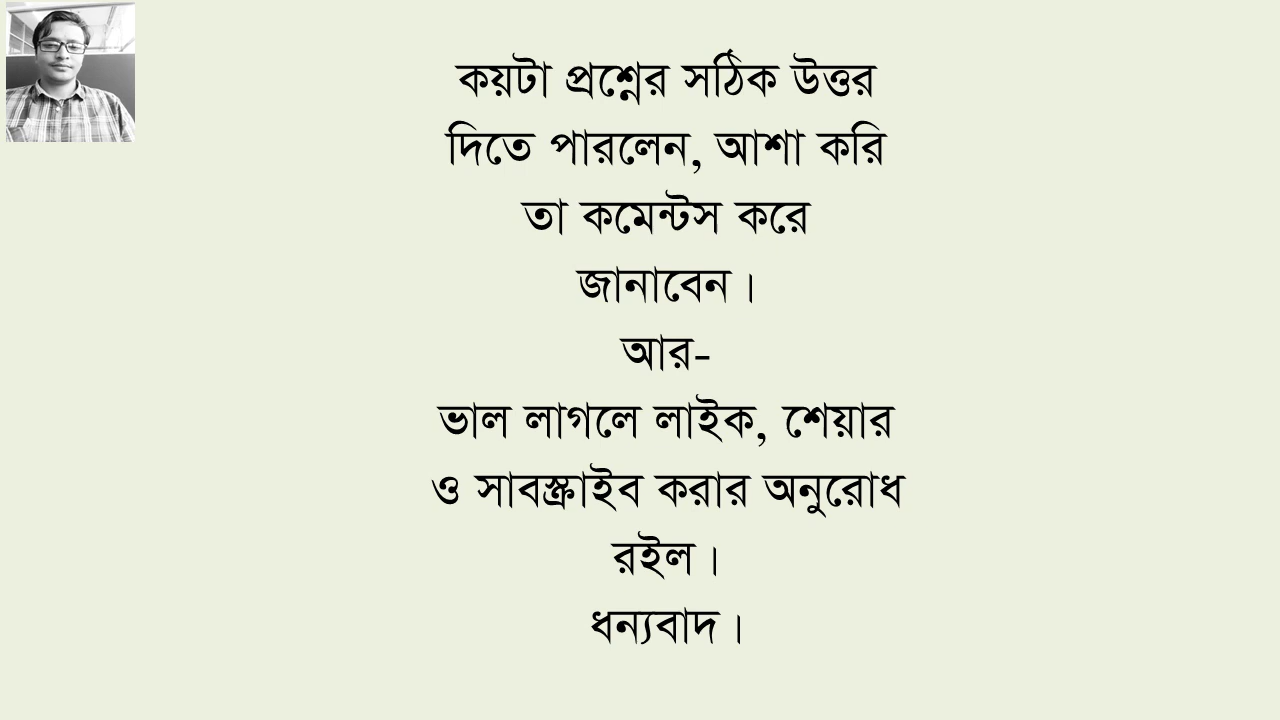 কয়টা প্রশ্নের সঠিক উত্তর
দিতে পারলেন, আশা করি
তা কমেন্টস করে
জানাবেন।
আর-
ভাল লাগলে লাইক, শেয়ার
ও সাবস্ক্রাইব করার অনুরোধ
রইল।
ধন্যবাদ।